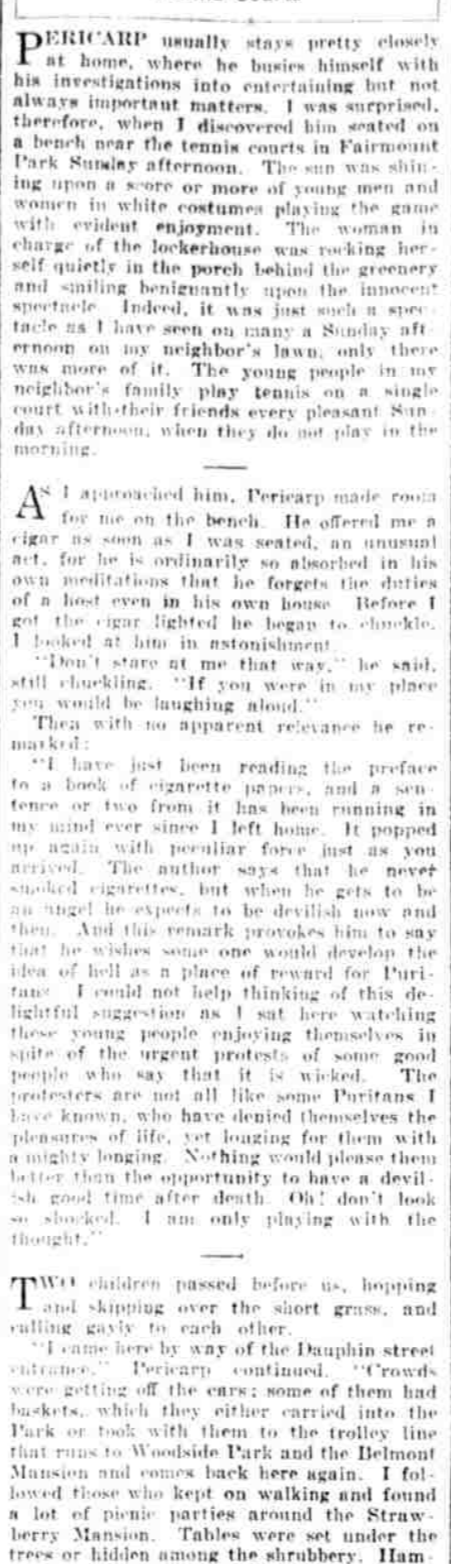 PERICARP usually stays pretty closely
at home, where he busies himself with
his investigations into entertaining but not
always important matters. I was surprised,
therefore, when I discovered him seated on
a bench near the tennis courts in Fairmount
Park Sunday afternoon. The sun was shin-
ing upon a score or more of young men and
women in white costumes playing the game
with evident enjoyment. The woman in
charge of the lockerhouse was rocking her-
self quietly in the porch behind the greenery
and smiling benignantly upon the innocent
spectacle. Indeed, it was just such a spec-
tacle as I have seen on many a Sunday aft-
ernoon on my neighbor's lawn, only there
was more of it. The young people in my
neighbor's family play tennis on a single
court with their friends every pleasant Sun-
day afternoon, when they do not play in the
morning.
AS I approached him, Pericarp made room
for me on the bench. He offered me a
cigar as soon as I was seated, an unusual
act, for he is ordinarily so absorbed in his
own meditations that he forgets the duties
of a host even in his own house. Before I
got the cigar lighted he began to chuckle.
I looked at him in astonishment.
"Don't stare at me that way," he said,
still chuckling. "If you were in my place
you would be laughing aloud."
Then with no apparent relevance he re-
marked:
"I have just been reading the preface
to a book of cigarette papers, and a sen-
tence or two from it has been running in
my mind ever since I left home. It popped
up again with peculiar force just as you
arrived. The author says that he never
smoked cigarettes, but when he gets to be
an angel he expects to be devilish now and
then. And this remark provokes him to say
that he wishes some one would develop the
idea of hell as a place of reward for Puri-
tans. I could not help thinking of this de-
lightful suggestion as I sat here watching
these young people enjoying themselves in
spite of the urgent protests of some good
people who say that it is wicked. The
protesters are not all like some Puritans I
have known, who have denied themselves the
pleasures of life, yet longing for them with
a mighty longing. Nothing would please them
better than the opportunity to have a devil-
ish good time after death. Oh! don't look
so shocked. I am only playing with the
thought."
TWO children passed before us, hopping
and skipping over the short grass, and
calling gayly to each other.
"I came here by way of the Dauphin street
entrance," Pericarp continued. "Crowds
were getting off the cars; some of them had
baskets, which they either carried into the
Park or took with them to the trolley line
that runs to Woodside Park and the Belmont
Mansion and comes back here again. I fol-
lowed those who kept on walking and found
a lot of picnic parties around the Straw-
berry Mansion. Tables were set under the
trees or hidden among the shrubbery. Ham-